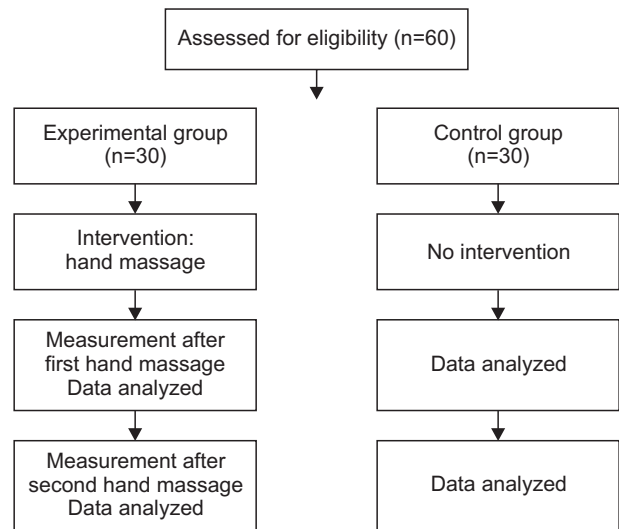 Assessed for eligibility (n=60)
Experimental group
(n=30)
Control group
(n=30)
Intervention:
hand massage
No intervention
Measurement after
first hand massage
Data analyzed
Data analyzed
Measurement after
second hand massage
Data analyzed
Data analyzed